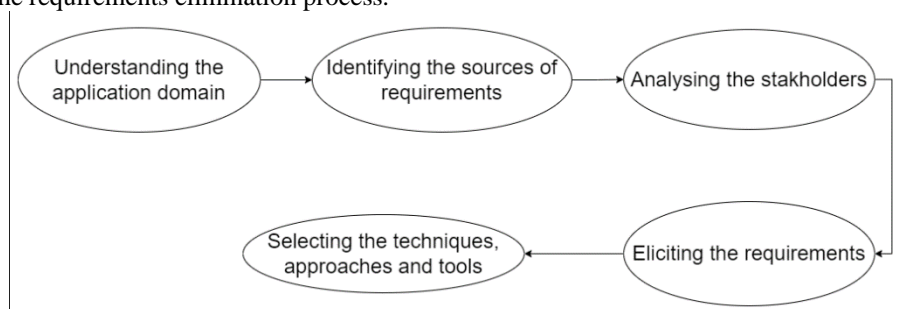 requirements elimination process.
Understanding the
application domain
Identifying the sources of
requirements
Analysing the stakholders
Eliciting the requirements
Selecting the techniques,
approaches and tools